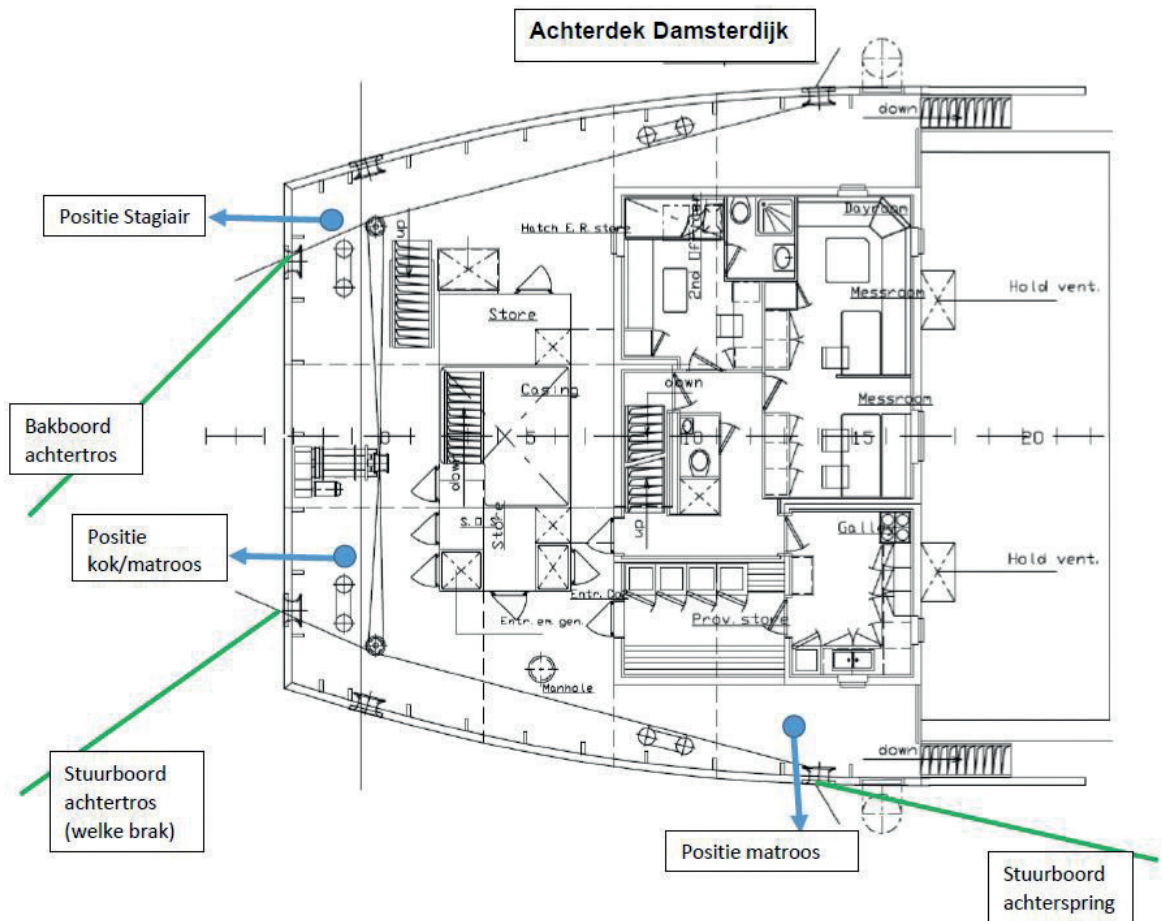 Achterdek Damsterdijk
down
Positie Stagiair
up
Hatch E.R.store
2nd Officer
Dayroom
Messroom
Hold vent.
Store
Bakboord
achtertros
Casing
down
Messroom
0
5
10
15
20
down
Positie
kok/matroos
Store
up
Galley
Hold vent.
Entr.em.gen.
Prov.store
Manhole
Stuurboord
achtertros
(welke brak)
down
Positie matroos
Stuurboord
achterspring